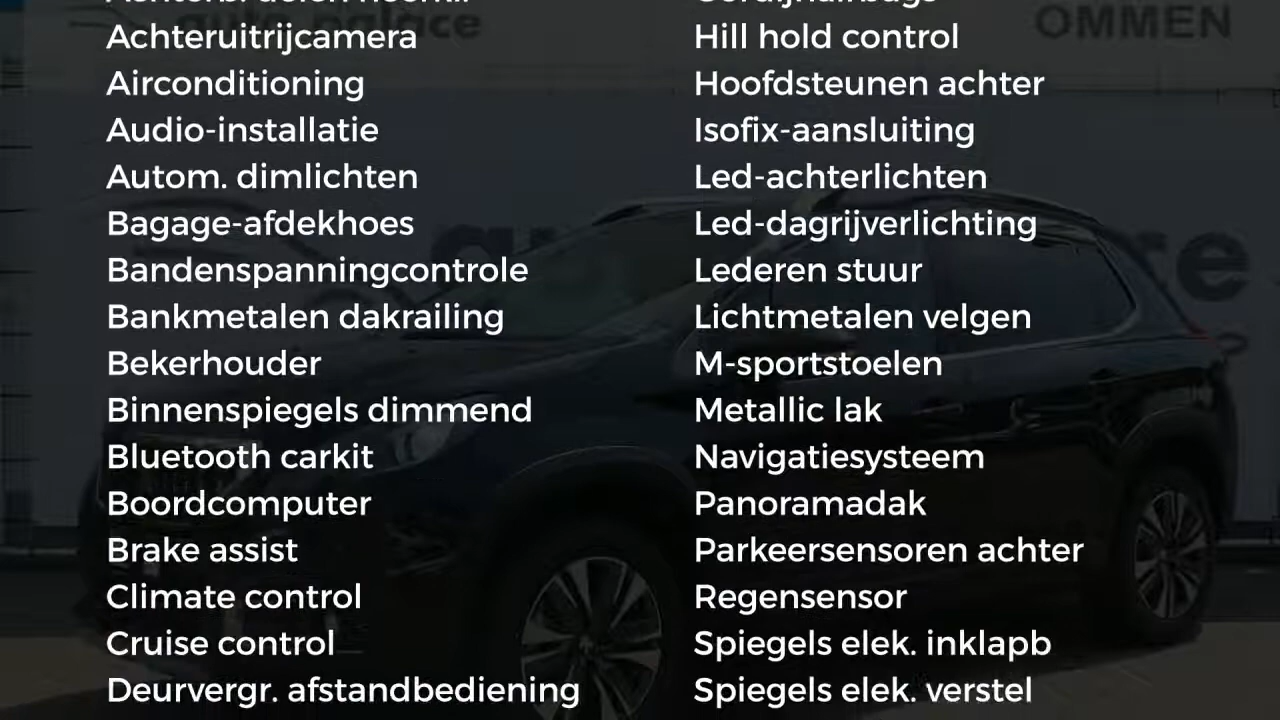 Achteruitrijcamera
Airconditioning
Audio-installatie
Autom. dimlichten
Bagage-afdekhoes
Bandenspanningcontrole
Bankmetalen dakrailing
Bekerhouder
Binnenspiegels dimmend
Bluetooth carkit
Boordcomputer
Brake assist
Climate control
Cruise control
Deurvergr. afstandbediening
Hill hold control
Hoofdsteunen achter
Isofix-aansluiting
Led-achterlichten
Led-dagrijverlichting
Lederen stuur
Lichtmetalen velgen
M-sportstoelen
Metallic lak
Navigatiesysteem
Panoramadak
Parkeersensoren achter
Regensensor
Spiegels elek. inklapb
Spiegels elek. verstel
auto palace
OMMEN